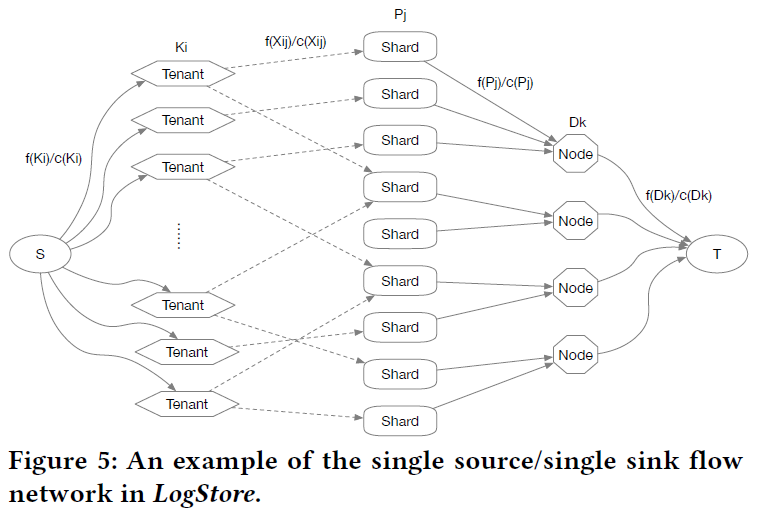 Pj
Ki
f(Xij)/c(Xij)
Shard
Tenant
f(Pj)/c(Pj)
Shard
Tenant
Dk
Shard
Node
Tenant
f(Ki)/c(Ki)
Shard
f(Dk)/c(Dk)
Node
Shard
......
S
T
Shard
Node
Tenant
Shard
Tenant
Node
Shard
Tenant
Shard
Figure 5: An example of the single source/single sink flow
network in LogStore.